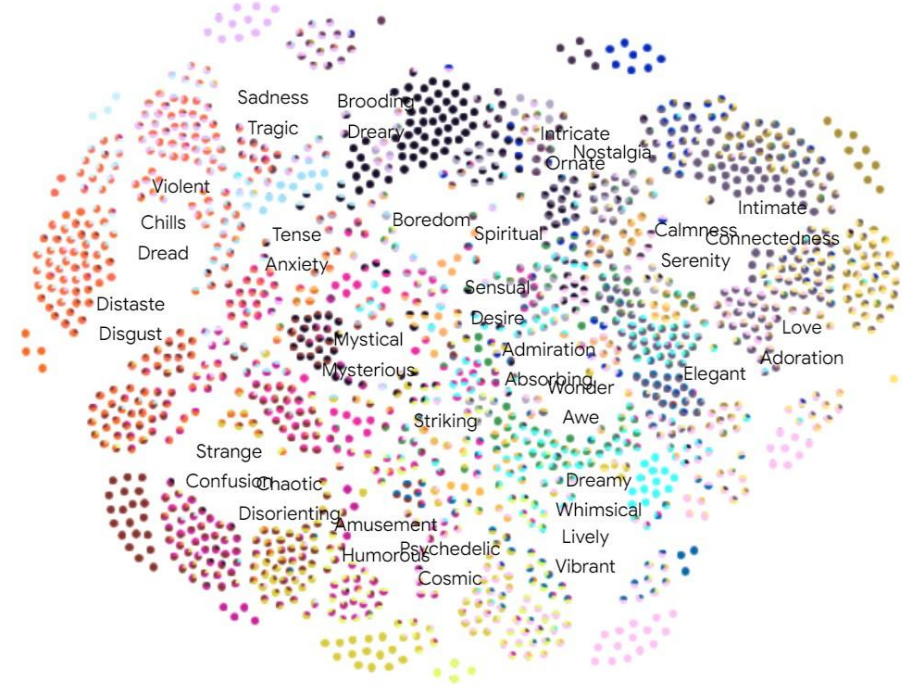 Sadness
Tragic
Brooding
Dreary
Intricate
Ornate
Nostalgia
Violent
Chills
Dread
Tense
Anxiety
Boredom
Spiritual
Calmness
Serenity
Intimate
Connectedness
Distaste
Disgust
Sensual
Desire
Mystical
Mysterious
Admiration
Absorbing
Love
Adoration
Elegant
Wonder
Awe
Striking
Strange
Confusion
Chaotic
Disorienting
Dreamy
Whimsical
Lively
Vibrant
Amusement
Humorous
Psychedelic
Cosmic